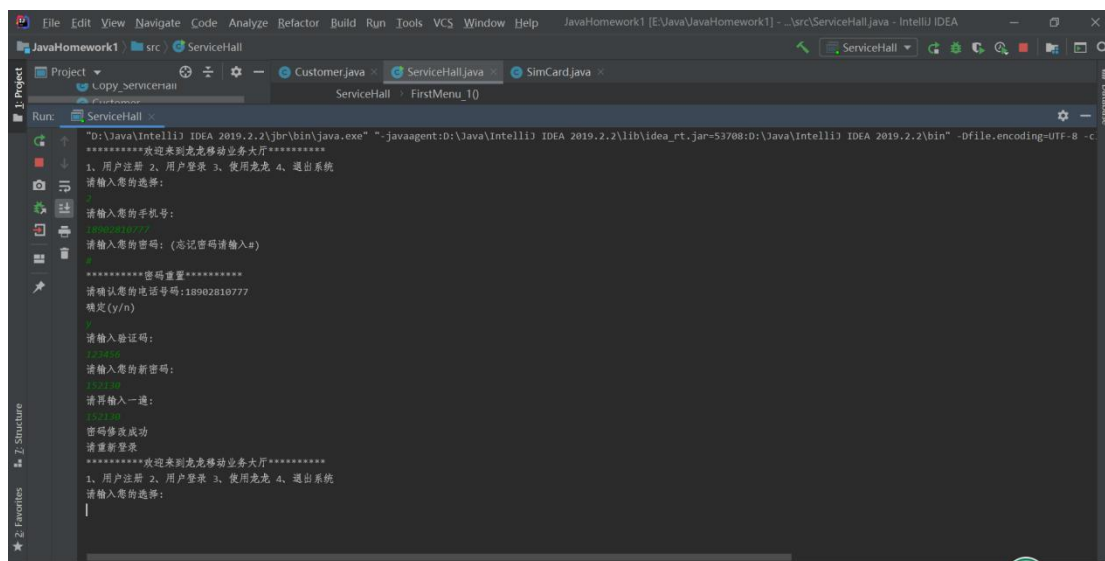 File Edit View Navigate Code Analyze Refactor Build Run Tools VCS Window Help JavaHomework1 [E:\Java\JavaHomework1] - ...\src\ServiceHall.java - IntelliJ IDEA
JavaHomework1 src ServiceHall ServiceHall
1: Project Project Customer.java ServiceHall.java SimCard.java
Copy_ServiceHall
Customer
ServiceHall FirstMenu_1()
Run: ServiceHall
"D:\Java\IntelliJ IDEA 2019.2.2\jbr\bin\java.exe" "-javaagent:D:\Java\IntelliJ IDEA 2019.2.2\lib\idea_rt.jar=53708:D:\Java\IntelliJ IDEA 2019.2.2\bin" -Dfile.encoding=UTF-8 -c
**********欢迎来到龙龙移动业务大厅**********
1、用户注册 2、用户登录 3、使用龙龙 4、退出系统
请输入您的选择:
2
请输入您的手机号:
18902810777
请输入您的密码: (忘记密码请输入#)
#
**********密码重置**********
请确认您的电话号码:18902810777
确定(y/n)
y
请输入验证码:
123456
请输入您的新密码:
152130
请再输入一遍:
152130
密码修改成功
请重新登录
**********欢迎来到龙龙移动业务大厅**********
1、用户注册 2、用户登录 3、使用龙龙 4、退出系统
请输入您的选择:
7: Structure
2: Favorites